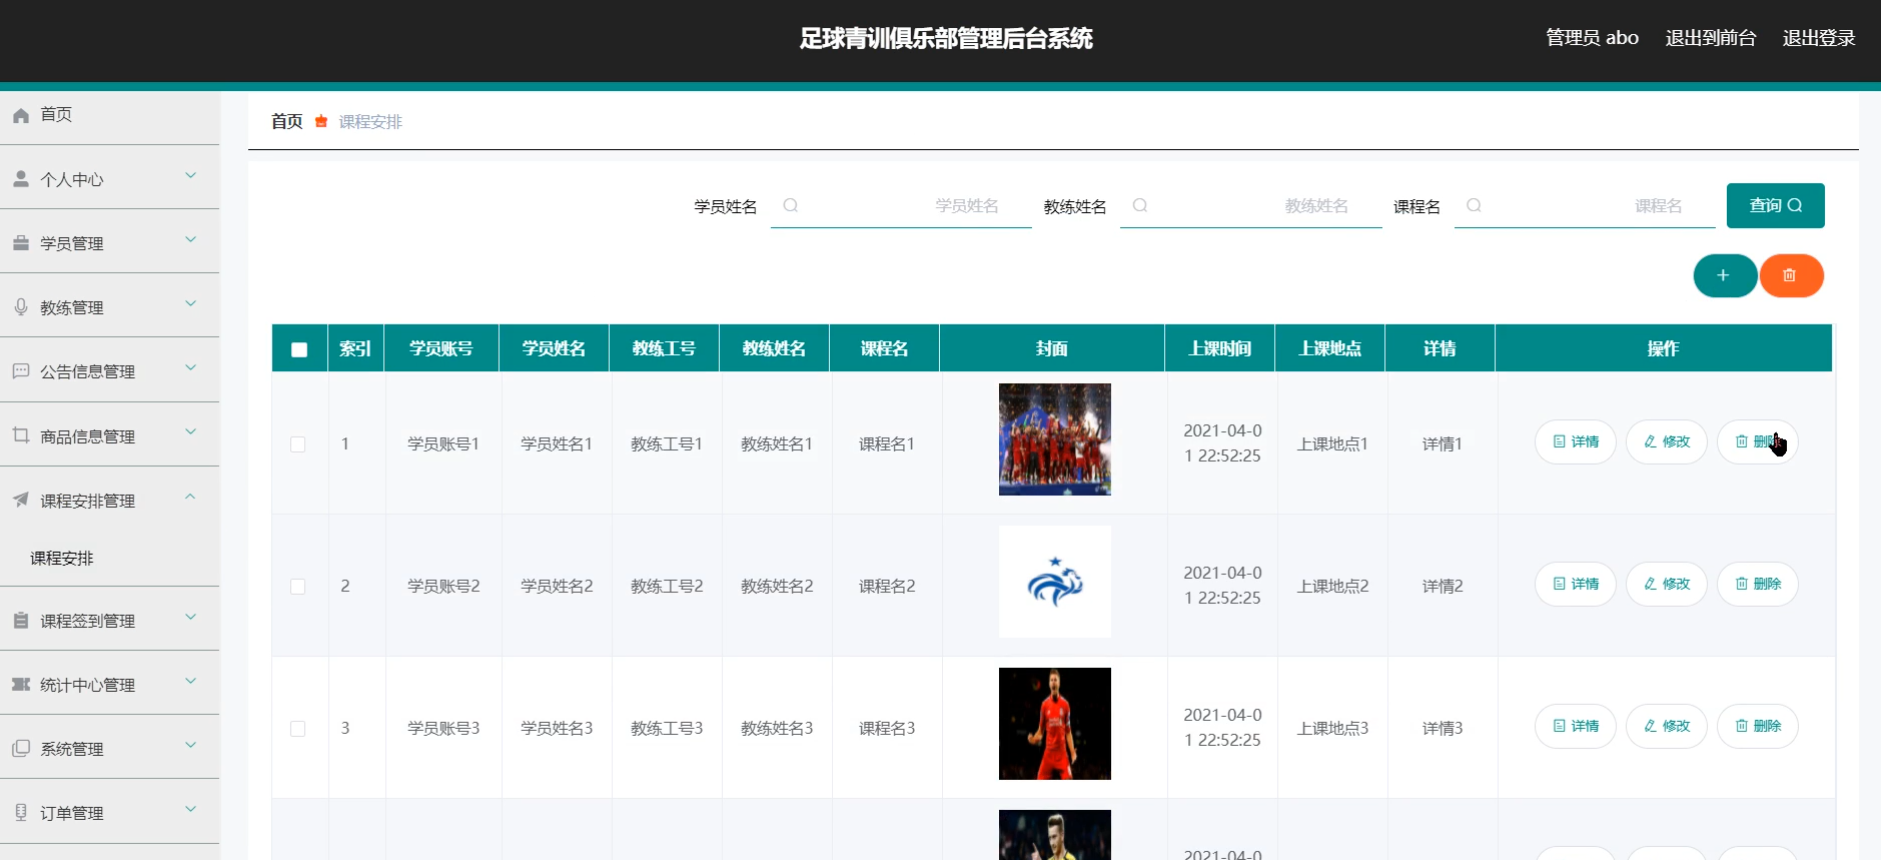 足球青训俱乐部管理后台系统
管理员 abo 退出到前台 退出登录
首页
个人中心
学员管理
教练管理
公告信息管理
商品信息管理
课程安排管理
课程安排
课程签到管理
统计中心管理
系统管理
订单管理
首页 课程安排
学员姓名 学员姓名 教练姓名 教练姓名 课程名 课程名 查询
索引 学员账号 学员姓名 教练工号 教练姓名 课程名 封面 上课时间 上课地点 详情 操作
1 学员账号1 学员姓名1 教练工号1 教练姓名1 课程名1 2021-04-0
1 22:52:25 上课地点1 详情1 详情 修改 删除
2 学员账号2 学员姓名2 教练工号2 教练姓名2 课程名2 2021-04-0
1 22:52:25 上课地点2 详情2 详情 修改 删除
3 学员账号3 学员姓名3 教练工号3 教练姓名3 课程名3 2021-04-0
1 22:52:25 上课地点3 详情3 详情 修改 删除
2021-04-0